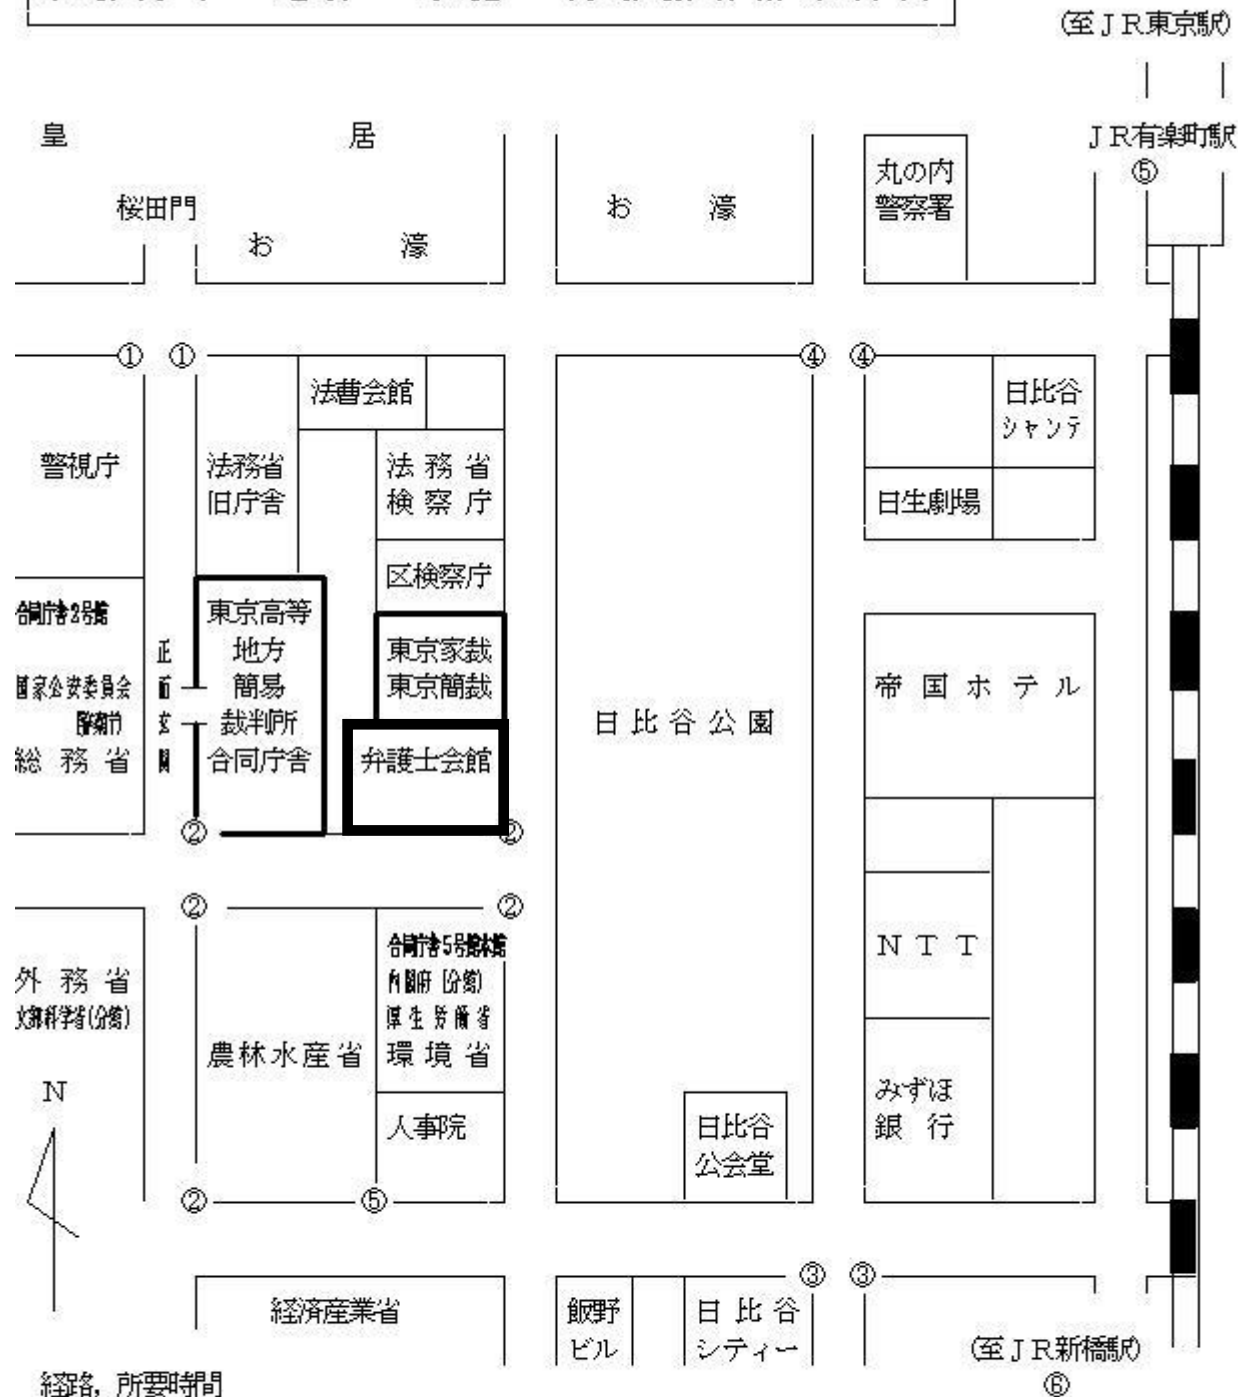 (至ＪＲ東京駅)
皇　居
ＪＲ有楽町駅
⑤
桜田門
お　濠
お　濠
丸の内
警察署
①
①
④
④
法曹会館
日比谷
シャンテ
警視庁
法務省
旧庁舎
法務省
検察庁
日生劇場
区検察庁
合同庁舎2号館
国家公安委員会
警察庁
総務省
正面玄関
東京高等
地方
簡易
裁判所
合同庁舎
東京家裁
東京簡裁
弁護士会館
日比谷公園
帝国ホテル
②
②
②
②
外務省
文部科学省(分館)
農林水産省
合同庁舎5号館本館
内閣府(分館)
厚生労働省
環境省
人事院
ＮＴＴ
みずほ
銀行
日比谷
公会堂
Ｎ
②
⑤
③
③
経済産業省
飯野
ビル
日比谷
シティー
(至ＪＲ新橋駅)
⑥
経路，所要時間